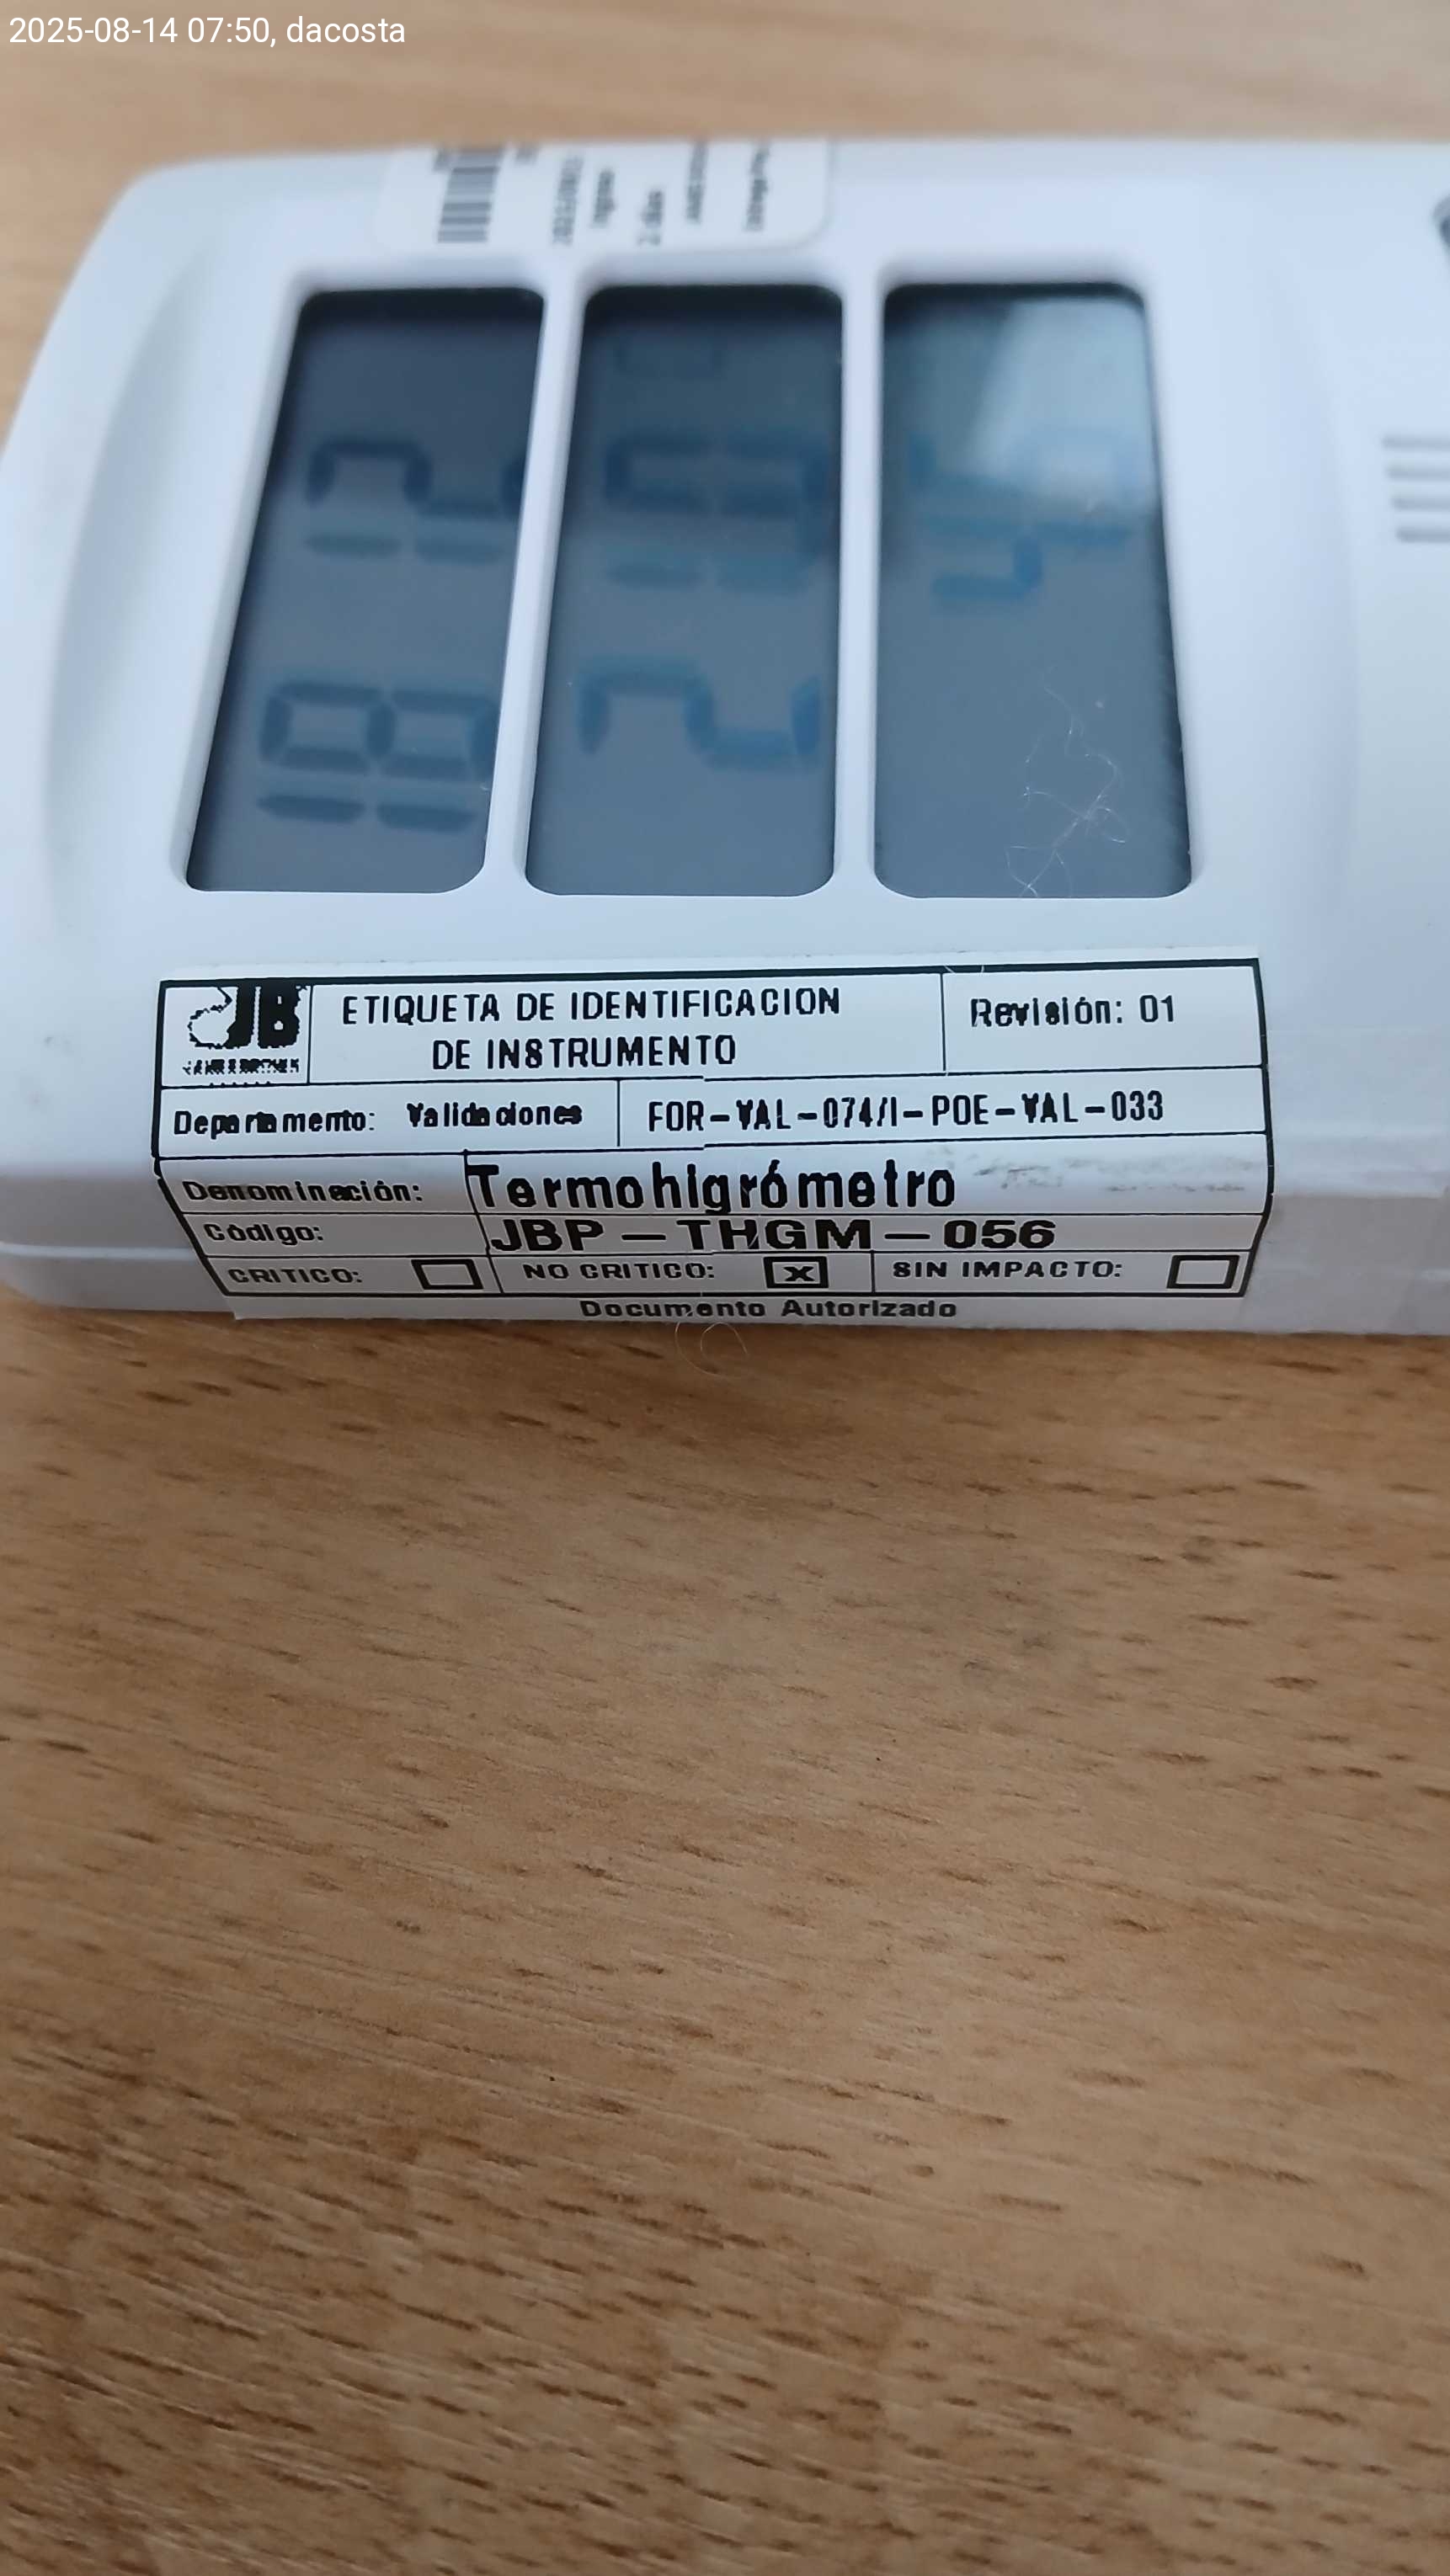 2025-08-14 07:50, dacosta
JB
ETIQUETA DE IDENTIFICACION
DE INSTRUMENTO
Revisión: 01
Departamento: Validaciones
FOR-VAL-074/I-POE-VAL-033
Denominación: Termohigrómetro
Código: JBP-THGM-056
CRITICO:
NO CRITICO: X
SIN IMPACTO:
Documento Autorizado